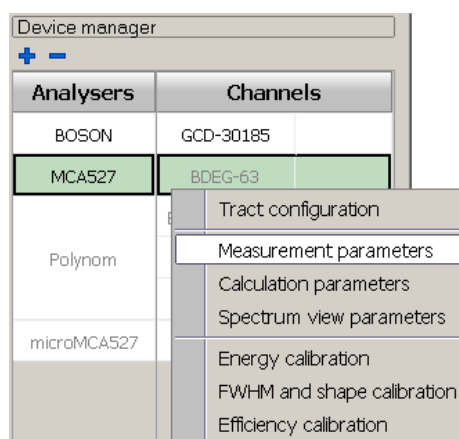 Device manager
Analysers Channels
BOSON GCD-30185
MCA527 BDEG-63
Tract configuration
Measurement parameters
Polynom
Calculation parameters
Spectrum view parameters
microMCA527
Energy calibration
FWHM and shape calibration
Efficiency calibration